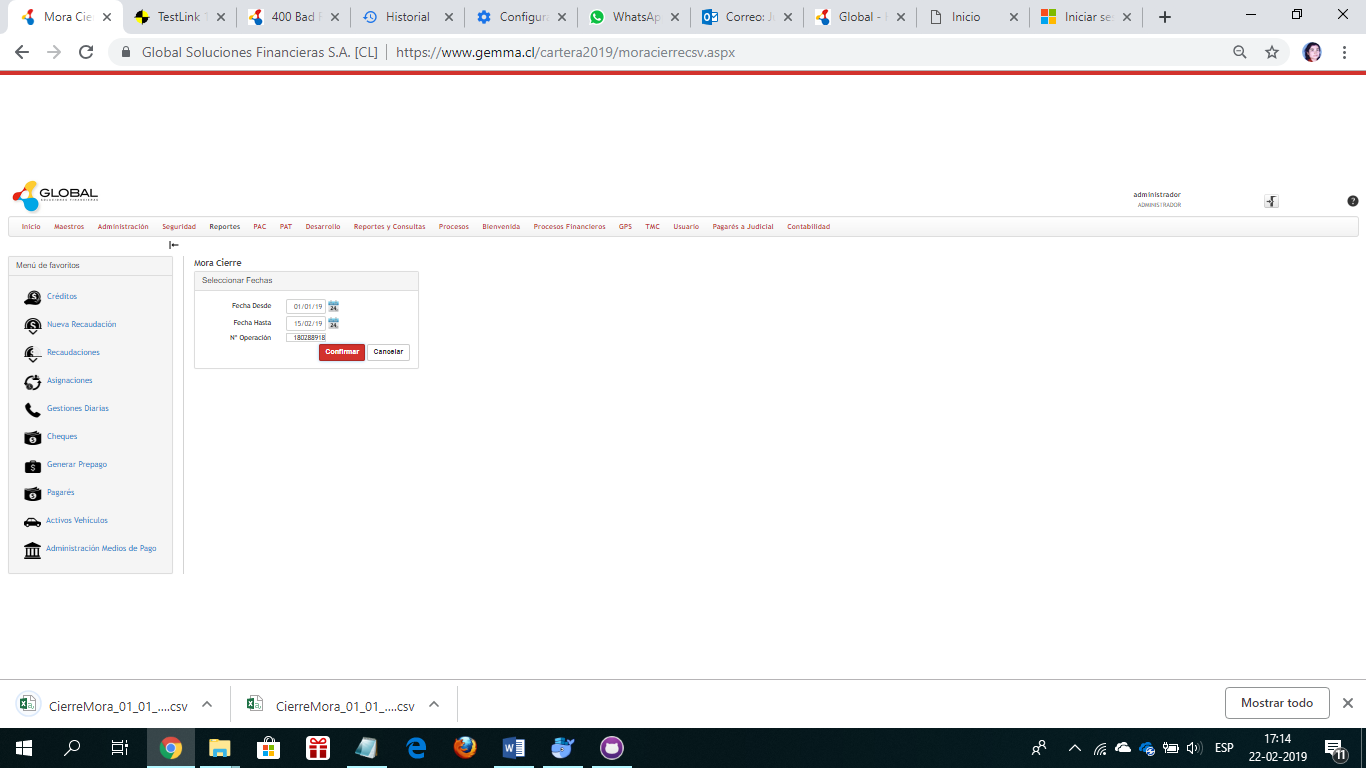 Mora Cie
TestLink
400 Bad
Historial
Configura
WhatsAp
Correo: J
Global -
Inicio
Iniciar se
Global Soluciones Financieras S.A. [CL]
https://www.gemma.cl/cartera2019/moracierrecsv.aspx
GLOBAL
SOLUCIONES FINANCIERAS
administrador
ADMINISTRADOR
Inicio Maestros Administración Seguridad Reportes PAC PAT Desarrollo Reportes y Consultas Procesos Bienvenida Procesos Financieros GPS TMC Usuario Pagarés a Judicial Contabilidad
Menú de favoritos
Créditos
Nueva Recaudación
Recaudaciones
Asignaciones
Gestiones Diarias
Cheques
Generar Prepago
Pagarés
Activos Vehículos
Administración Medios de Pago
Mora Cierre
Seleccionar Fechas
Fecha Desde 01/01/19
Fecha Hasta 15/02/19
N° Operación 180288918
Confirmar Cancelar
CierreMora_01_01_....csv
CierreMora_01_01_....csv
Mostrar todo
ESP
17:14
22-02-2019
11